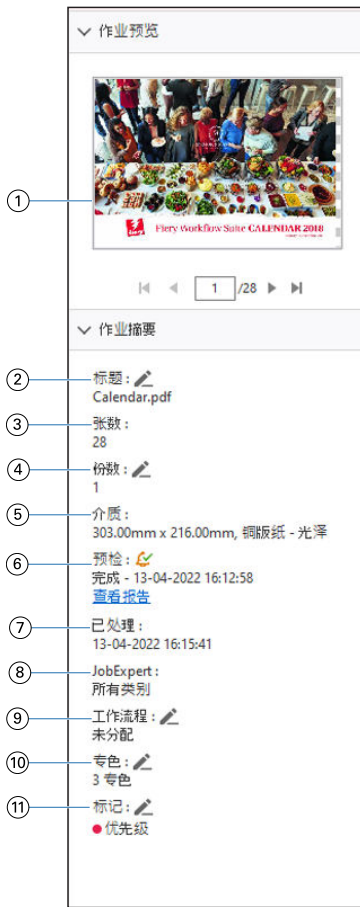 作业预览
①
fiery
Fiery Workflow Suite CALENDAR 2018
1 /28
作业摘要
② 标题：
Calendar.pdf
③ 张数：
28
④ 份数：
1
⑤ 介质：
303.00mm x 216.00mm, 铜版纸 - 光泽
⑥ 预检：
完成 - 13-04-2022 16:12:58
查看报告
⑦ 已处理：
13-04-2022 16:15:41
⑧ JobExpert：
所有类别
⑨ 工作流程：
未分配
⑩ 专色：
3 专色
⑪ 标记：
优先级